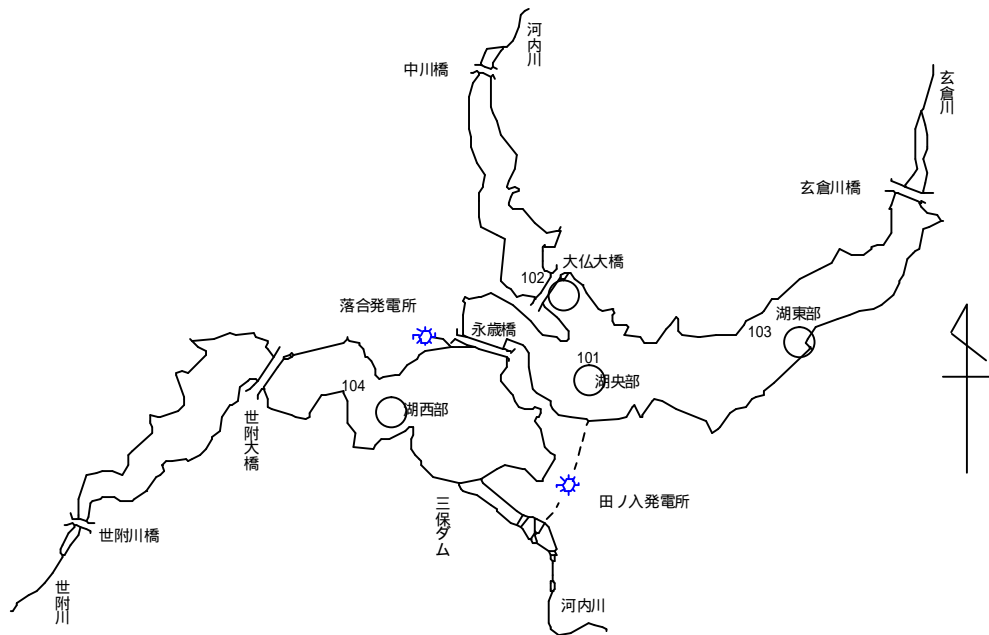 河内川
中川橋
玄倉川
玄倉川橋
大仏大橋
102
落合発電所
永歳橋
湖東部
103
101
湖央部
104
湖西部
世附大橋
三保ダム
田ノ入発電所
世附川橋
世附川
河内川